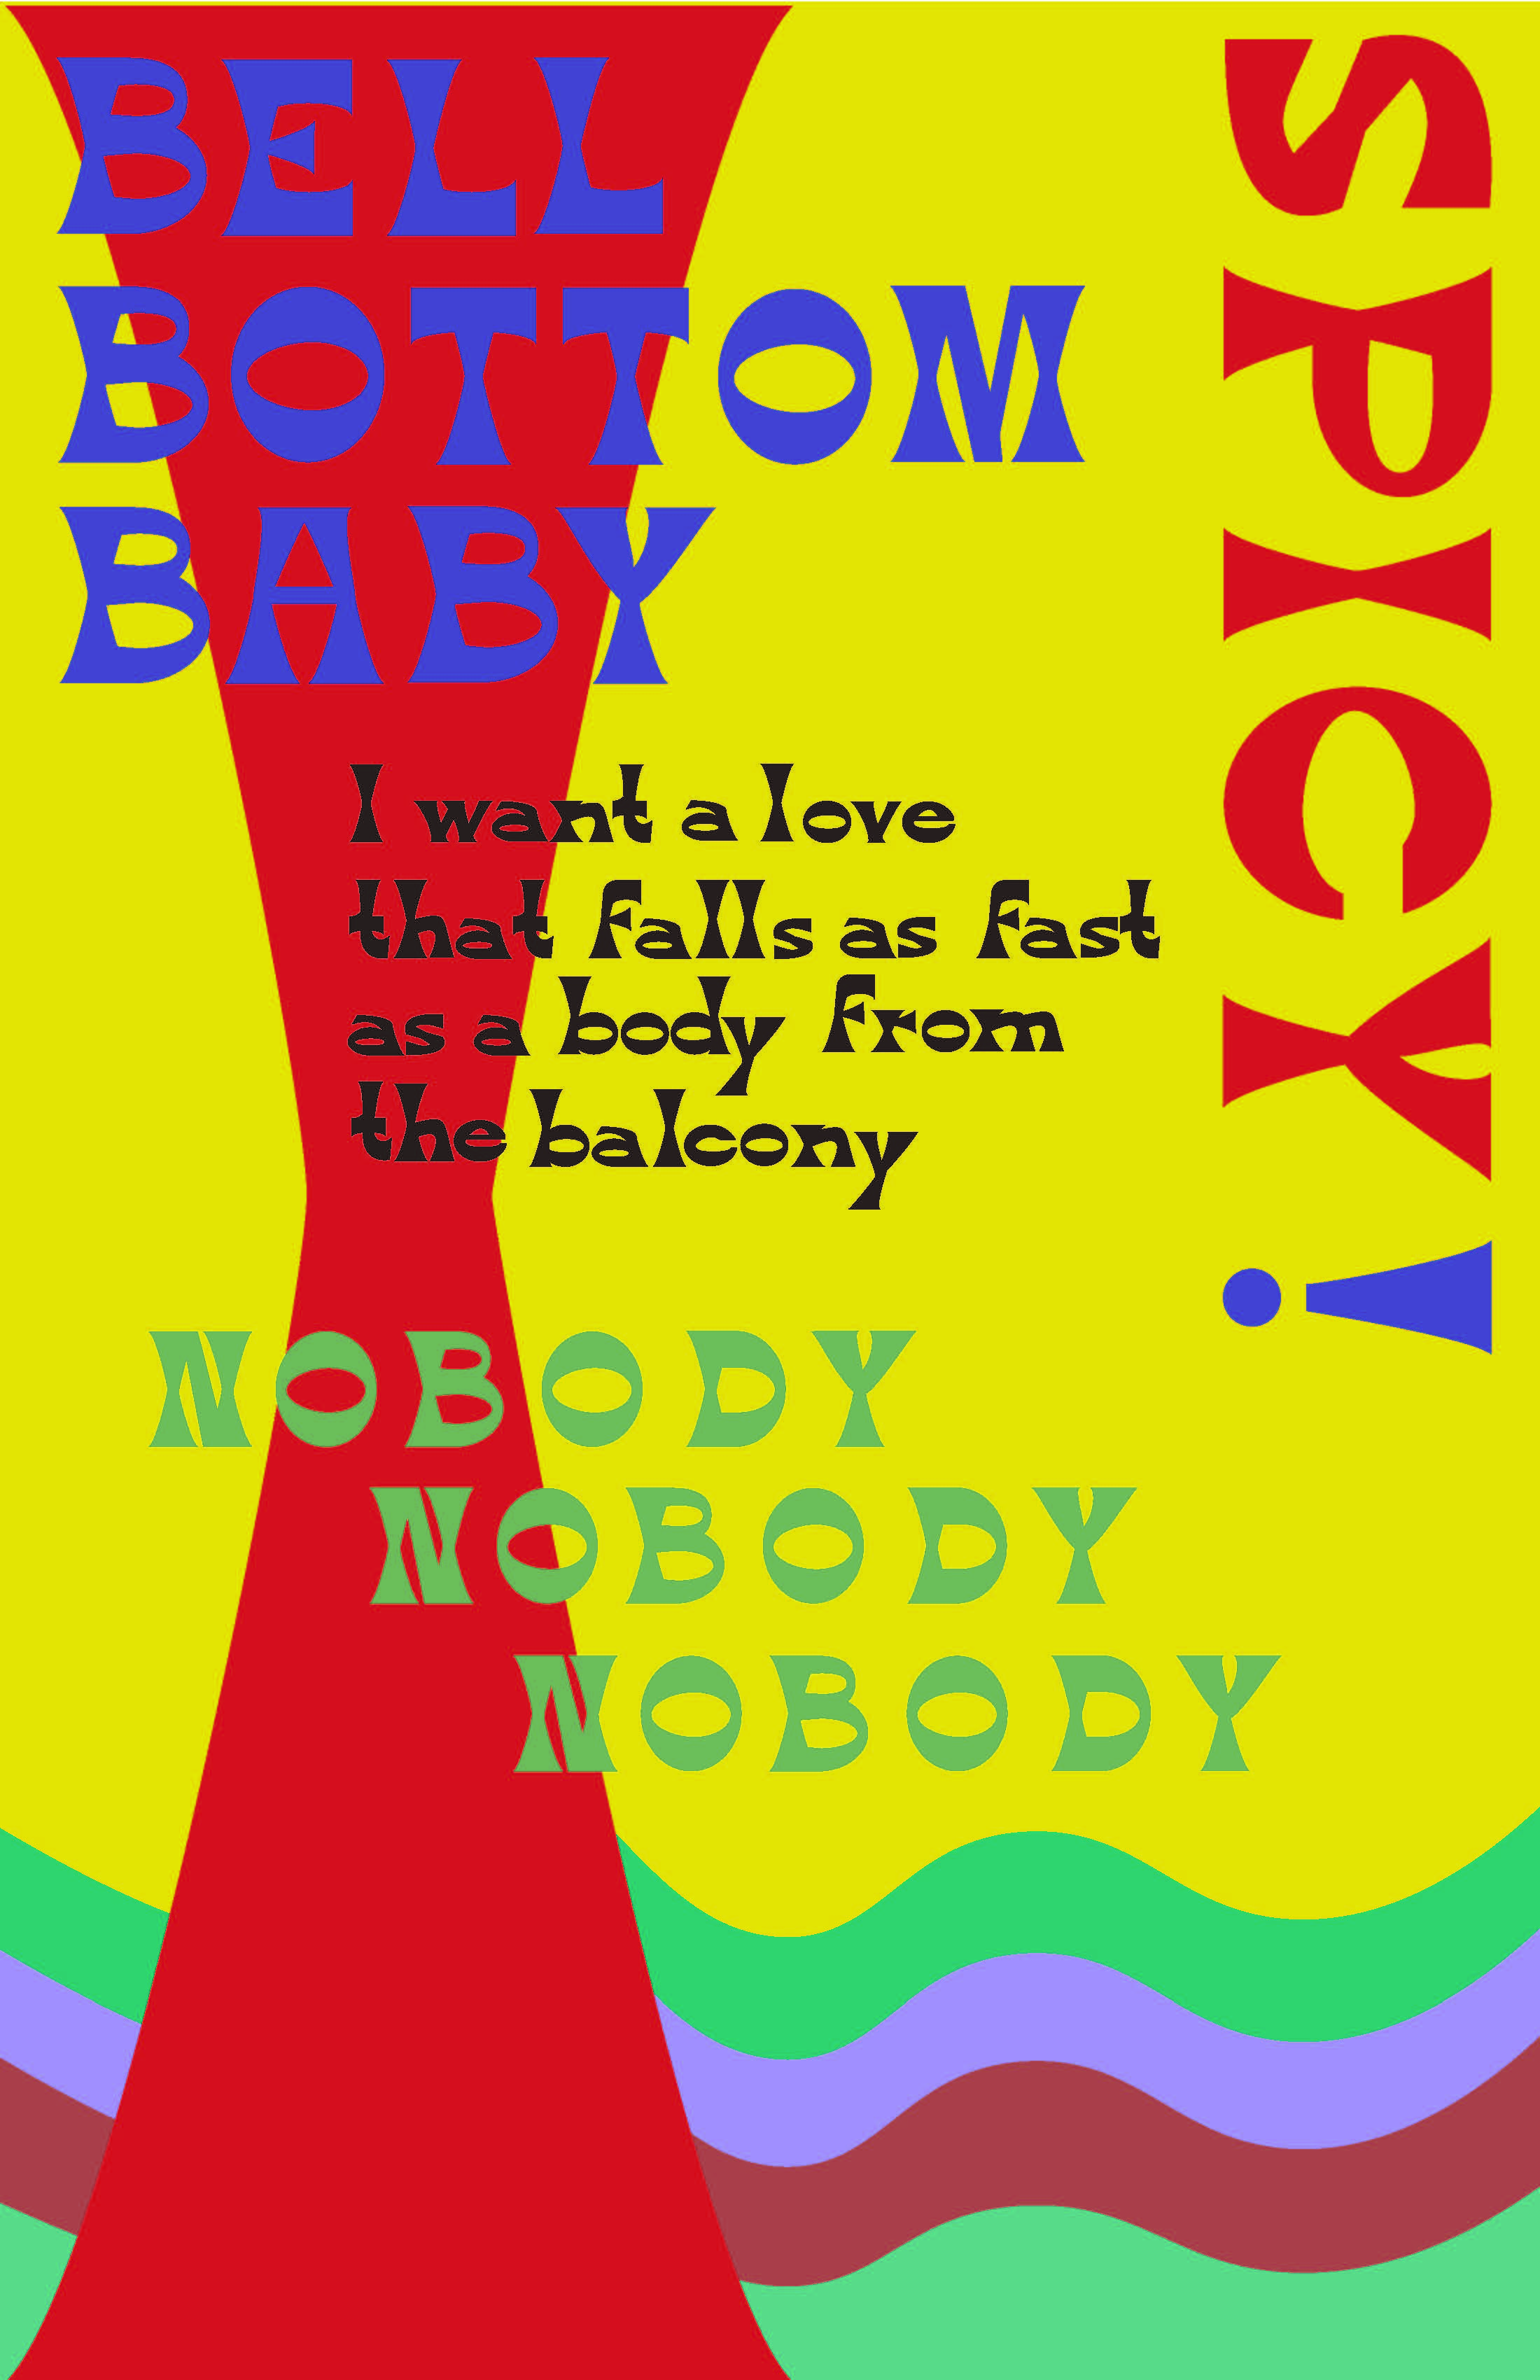 BELL
BOTTOM
BABY
SPICY!
I want a love
that falls as fast
as a body from
the balcony
NOBODY
NOBODY
NOBODY